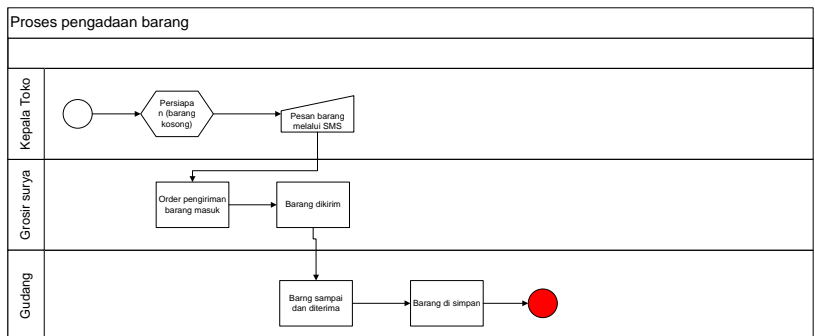 Proses pengadaan barang
Kepala Toko
Persiapa
n (barang
kosong)
Pesan barang
melalui SMS
Grosir surya
Order pengiriman
barang masuk
Barang dikirim
Gudang
Barng sampai
dan diterima
Barang di simpan